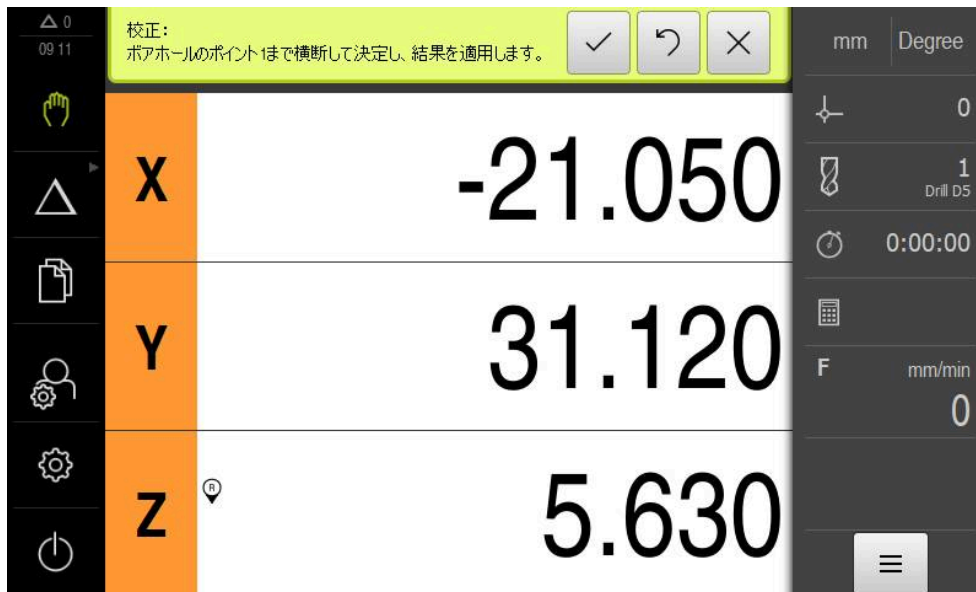 0
09 11
校正:
ボアホールのポイント1まで横断して決定し、結果を適用します。
mm Degree
0
X -21.050
1
Drill D5
0:00:00
Y 31.120
F mm/min
0
Z R 5.630